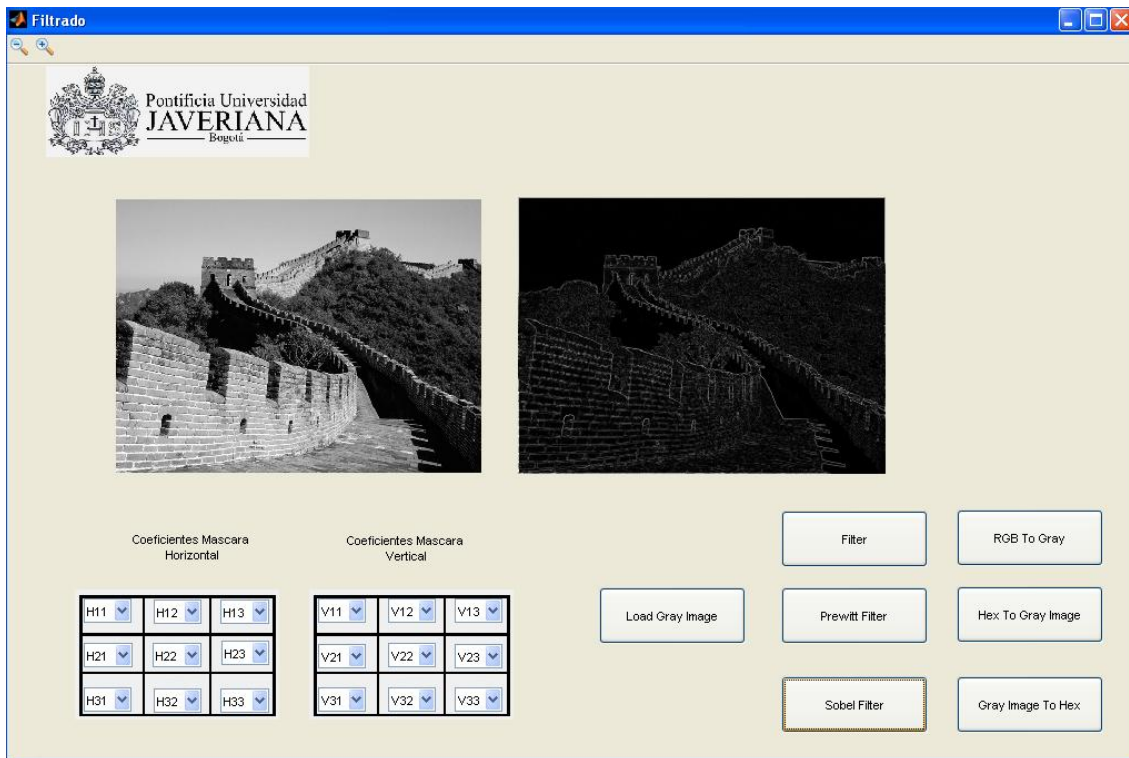 Filtrado
Pontificia Universidad
JAVERIANA
Bogotá
Coeficientes Mascara
Horizontal
Coeficientes Mascara
Vertical
Filter
RGB To Gray
H11 H12 H13
V11 V12 V13
Load Gray Image
Prewitt Filter
Hex To Gray Image
H21 H22 H23
V21 V22 V23
H31 H32 H33
V31 V32 V33
Sobel Filter
Gray Image To Hex